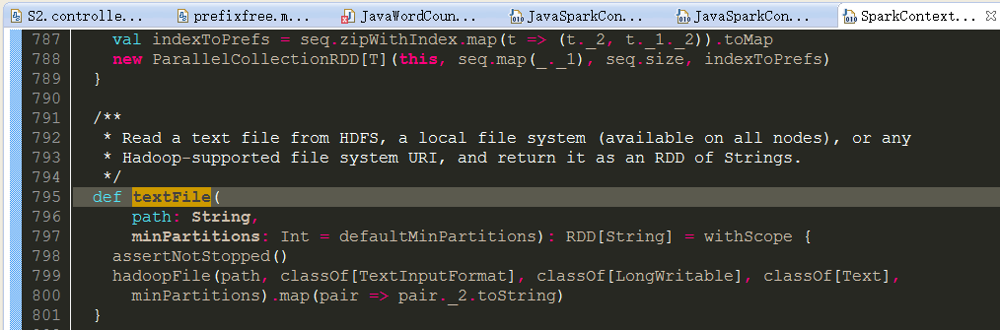 S2.controlle... prefixfree.m... JavaWordCoun... JavaSparkCon... JavaSparkCon... SparkContext...
787 val indexToPrefs = seq.zipWithIndex.map(t => (t._2, t._1._2)).toMap
788 new ParallelCollectionRDD[T](this, seq.map(_._1), seq.size, indexToPrefs)
789 }
790
791 /**
792 * Read a text file from HDFS, a local file system (available on all nodes), or any
793 * Hadoop-supported file system URI, and return it as an RDD of Strings.
794 */
795 def textFile(
796 path: String,
797 minPartitions: Int = defaultMinPartitions): RDD[String] = withScope {
798 assertNotStopped()
799 hadoopFile(path, classOf[TextInputFormat], classOf[LongWritable], classOf[Text],
800 minPartitions).map(pair => pair._2.toString)
801 }